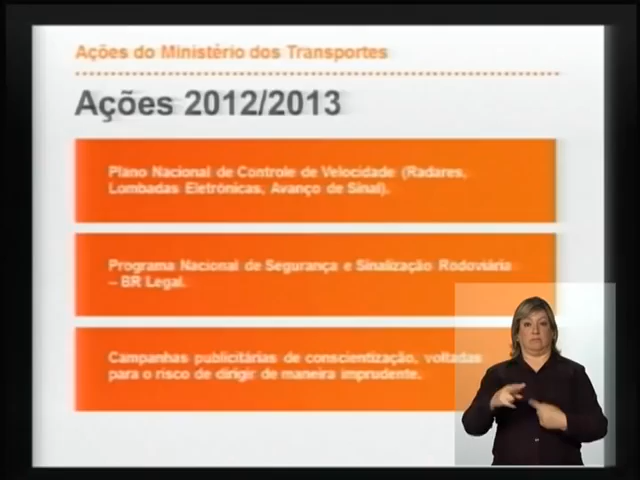 Ações do Ministério dos Transportes
Ações 2012/2013
Plano Nacional de Controle de Velocidade (Radares,
Lombadas Eletrônicas, Avanço de Sinal).
Programa Nacional de Segurança e Sinalização Rodoviária
– BR Legal.
Campanhas publicitárias de conscientização, voltadas
para o risco de dirigir de maneira imprudente.